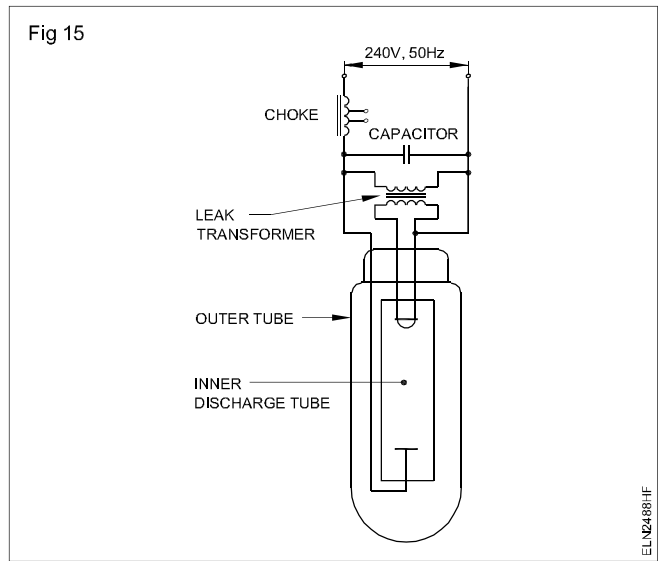 Fig 15
240V, 50Hz
CHOKE
CAPACITOR
LEAK
TRANSFORMER
OUTER TUBE
INNER
DISCHARGE TUBE
ELN2488HF